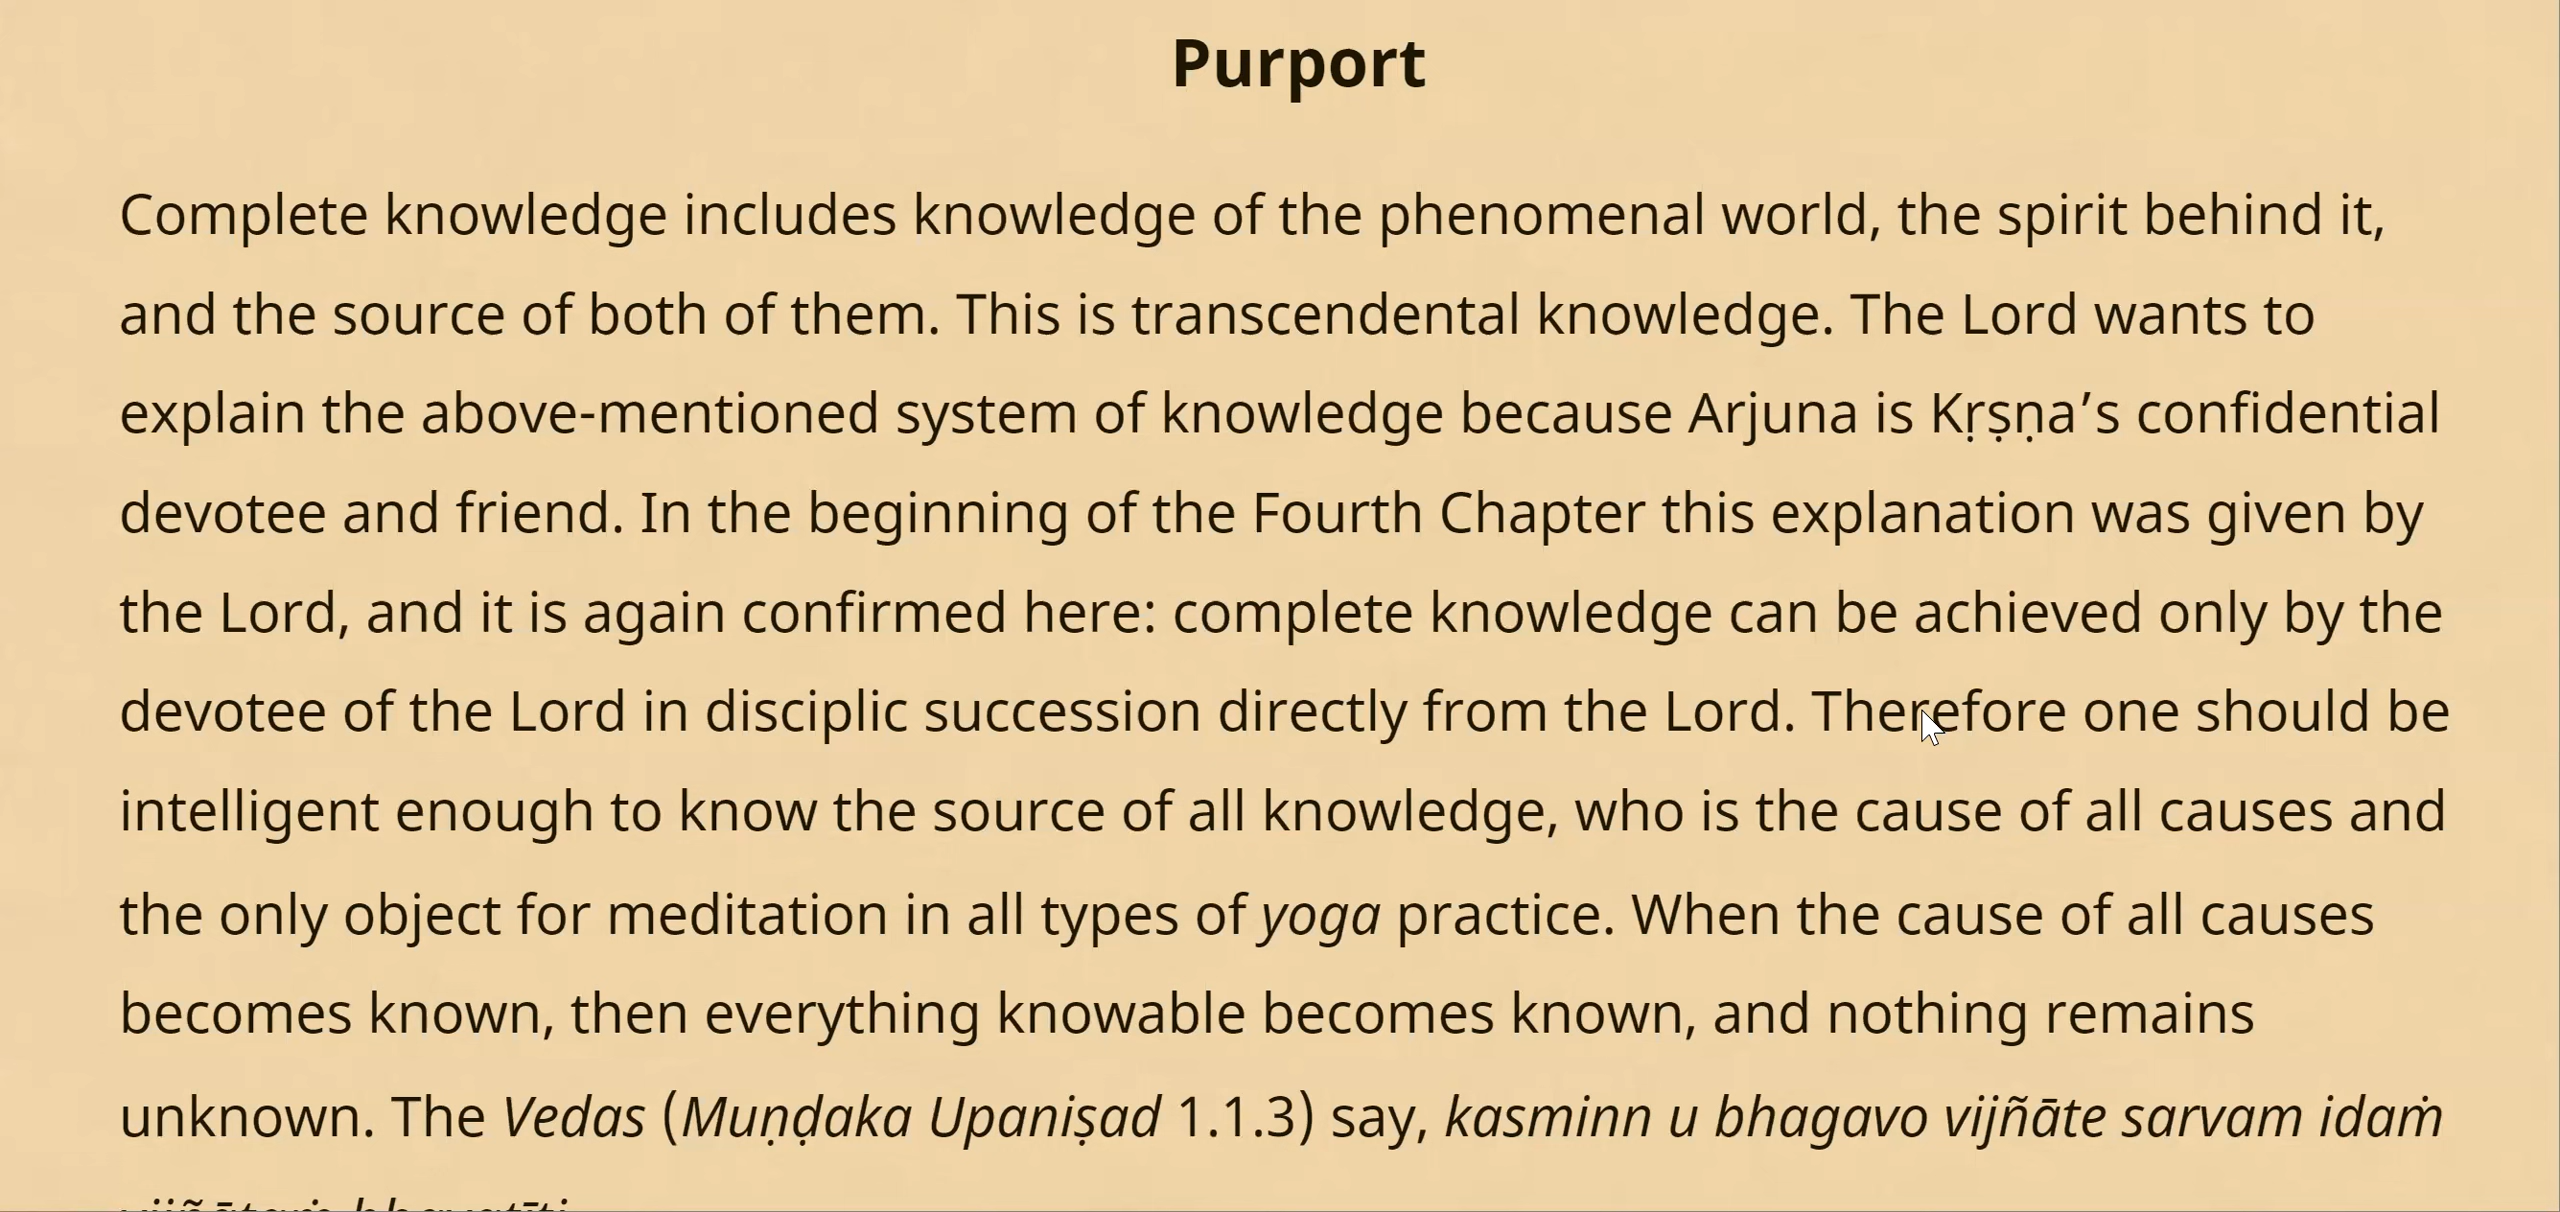 Purport
Complete knowledge includes knowledge of the phenomenal world, the spirit behind it,
and the source of both of them. This is transcendental knowledge. The Lord wants to
explain the above-mentioned system of knowledge because Arjuna is Kṛṣṇa’s confidential
devotee and friend. In the beginning of the Fourth Chapter this explanation was given by
the Lord, and it is again confirmed here: complete knowledge can be achieved only by the
devotee of the Lord in disciplic succession directly from the Lord. Therefore one should be
intelligent enough to know the source of all knowledge, who is the cause of all causes and
the only object for meditation in all types of yoga practice. When the cause of all causes
becomes known, then everything knowable becomes known, and nothing remains
unknown. The Vedas (Muṇḍaka Upaniṣad 1.1.3) say, kasminn u bhagavo vijñāte sarvam idaṁ